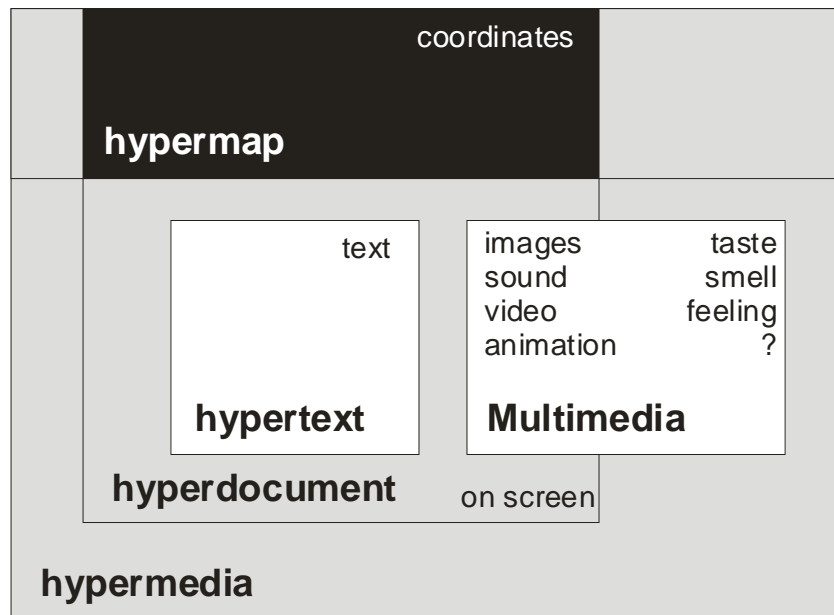 coordinates
hypermap
text
hypertext
images taste
sound smell
video feeling
animation ?
Multimedia
hyperdocument
on screen
hypermedia